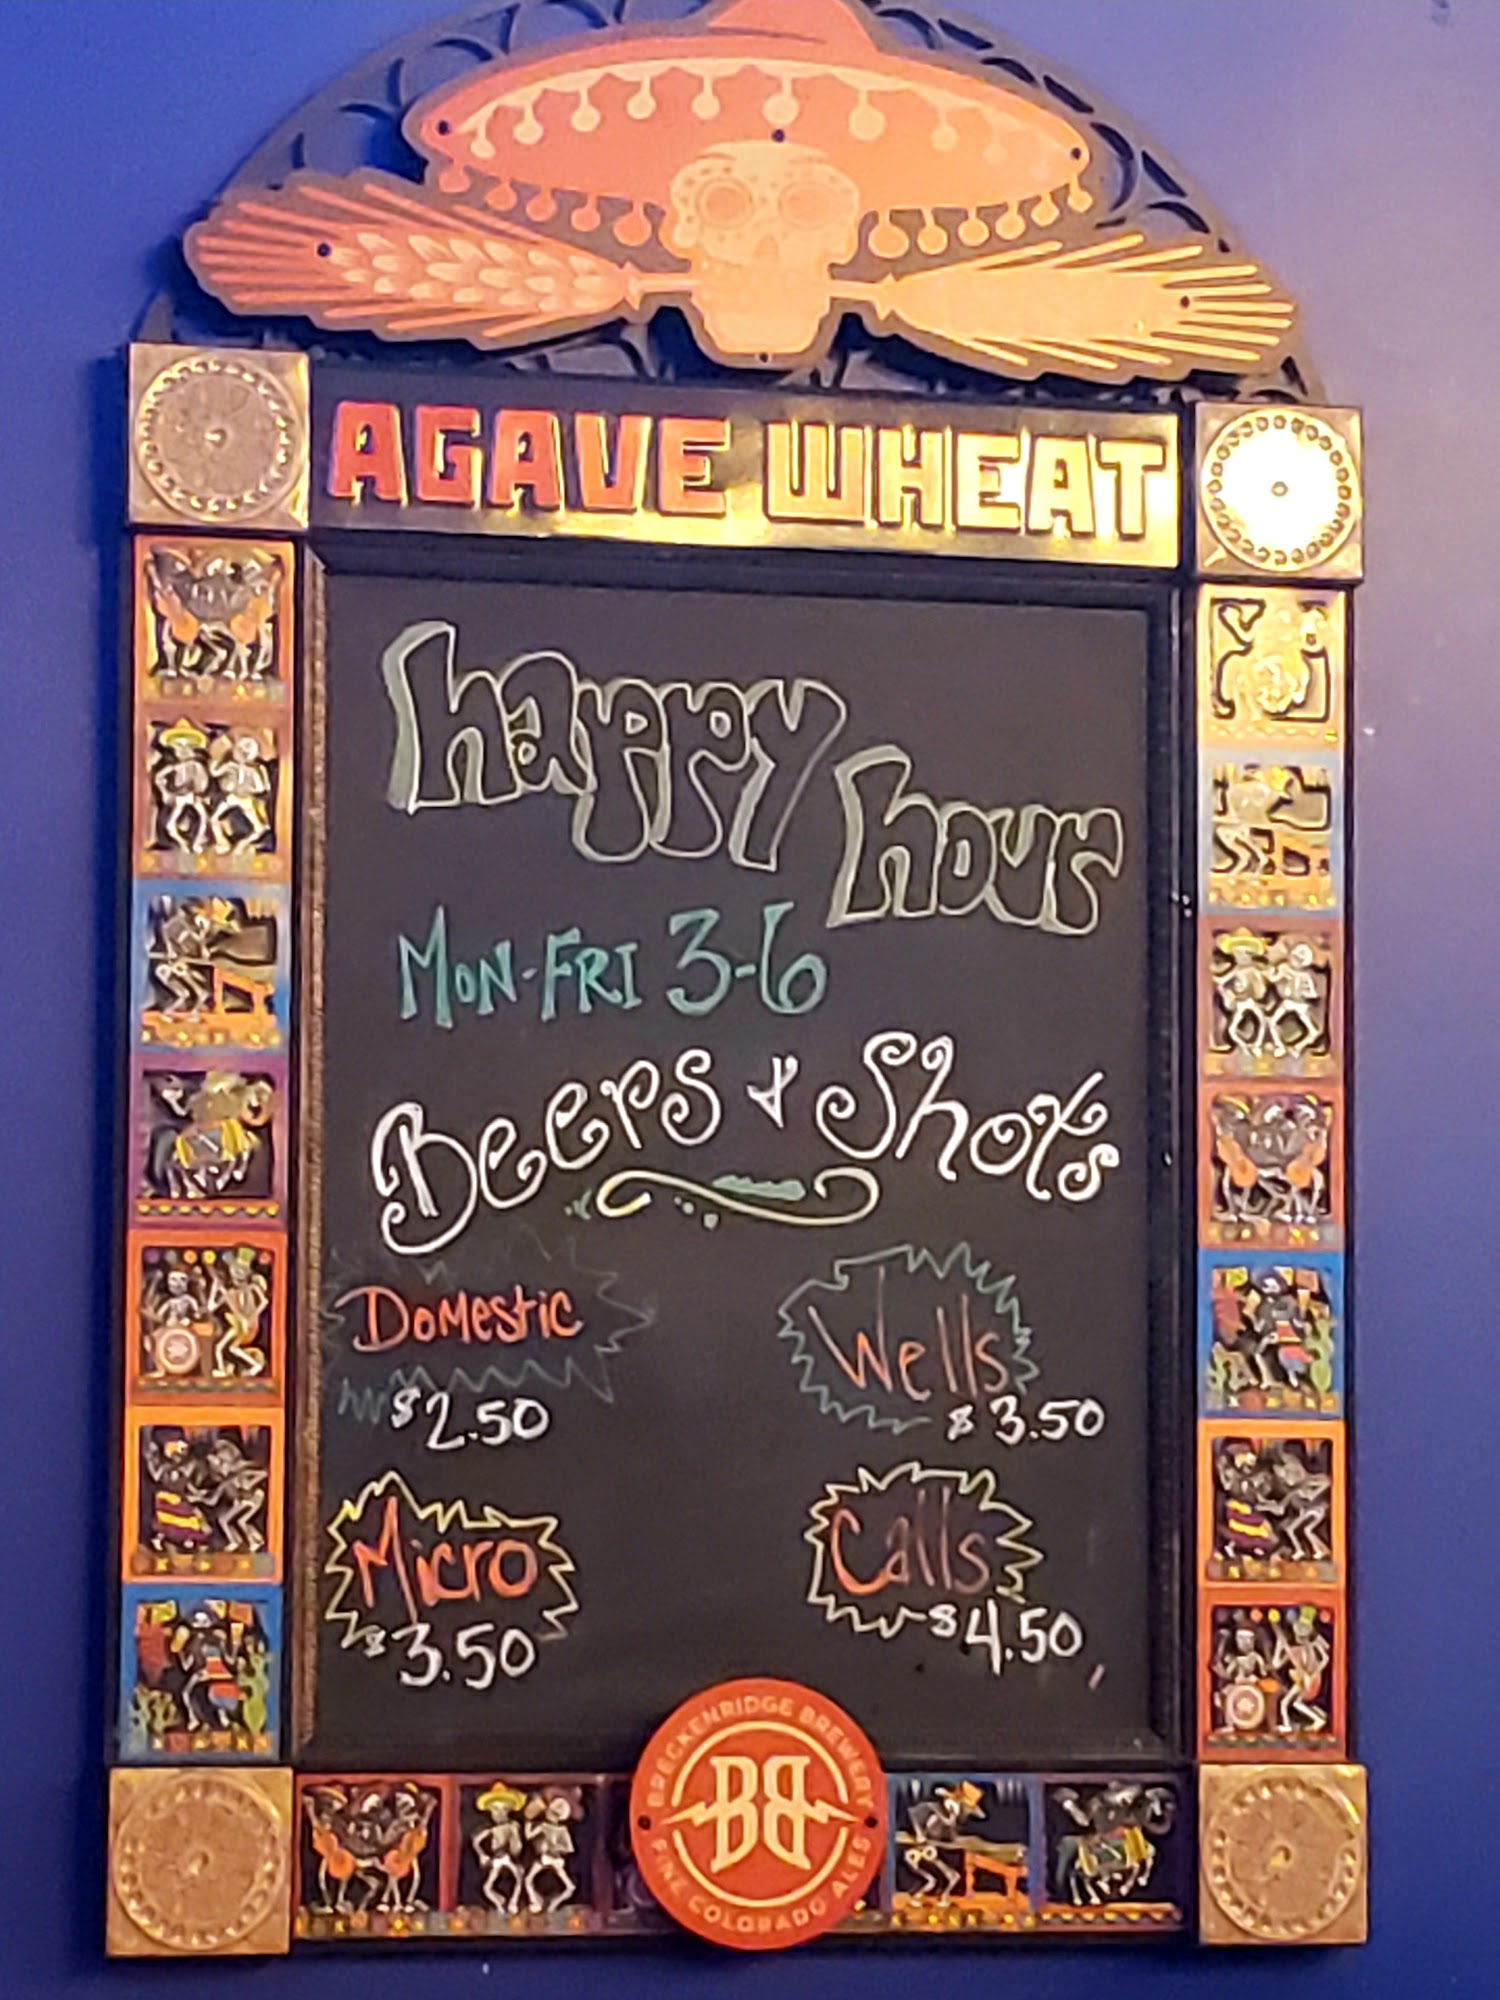 AGAVE WHEAT
happy hour
MON-FRI 3-6
Beers & Shots
Domestic
$2.50
Wells
$3.50
Micro
$3.50
Calls
$4.50
BRECKENRIDGE BREWERY
BB
FINE COLORADO ALES